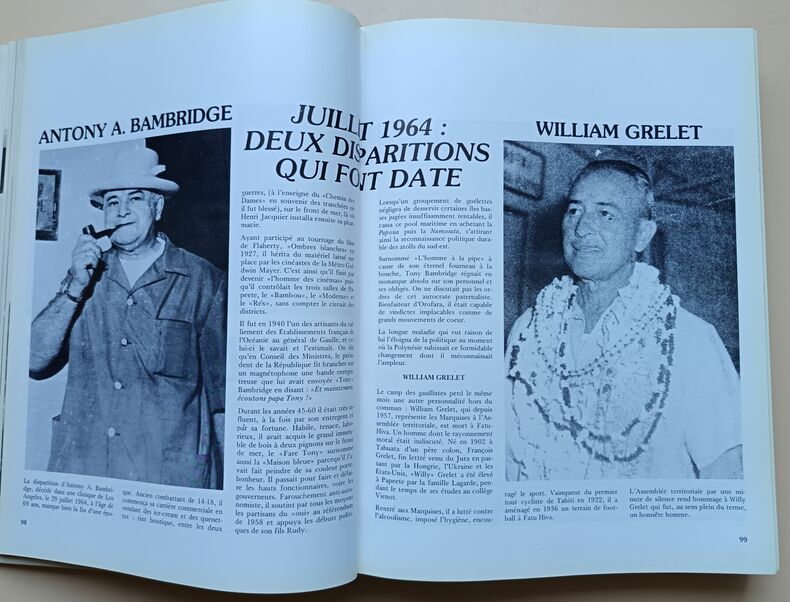 ANTONY A. BAMBRIDGE
JUILLET 1964 :
DEUX DISPARITIONS
QUI FONT DATE
WILLIAM GRELET
La disparition d'Antony A. Bambri-
dge, décédé dans une clinique de Los
Angeles, le 29 juillet 1964, à l'âge de
69 ans, marque bien la fin d'une épo-
que. Ancien combattant de 14-18, il
commença sa carrière commerciale en
vendant des ice-cream et des quenet-
tes : tint boutique, entre les deux
guerres, (à l'enseigne du «Chemin des
Dames» en souvenir des tranchées où
il fut blessé), sur le front de mer, là où
Henri Jacquier installa ensuite sa phar-
macie.
Ayant participé au tournage du film
de Flaherty, «Ombres blanches» en
1927, il hérita du matériel laissé sur
place par les cinéastes de la Métro Gol-
dwin Mayer. C'est ainsi qu'il finit par
devenir «l'homme des cinémas» puis-
qu'il contrôlait les trois salles de Pa-
peete, le «Bambou», le «Moderne» et
le «Rex», sans compter le circuit des
districts.
Il fut en 1940 l'un des artisans du ral-
liement des Établissements français de
l'Océanie au général de Gaulle, et ce-
lui-ci le savait et l'estimait. On dit
qu'en Conseil des Ministres, le prési-
dent de la République fit brancher sur
un magnétophone une bande enregis-
treuse que lui avait envoyée «Tony»
Bambridge en disant : «Et maintenant,
écoutons papa Tony !»
Durant les années 45-60 il était très in-
fluent, à la fois par son entregent et
par sa fortune. Habile, tenace, labo-
rieux, il avait acquis le grand immeu-
ble de bois à deux pignons sur le front
de mer, le «Fare Tony» surnommé
aussi la «Maison bleue» parcequ'il l'a-
vait fait peindre de sa couleur porte-
bonheur. Il passait pour faire et défai-
re les hauts fonctionnaires, voire les
gouverneurs. Farouchement anti-auto-
nomiste, il soutint par tous les moyens
les partisans du «oui» au référendum
de 1958 et appuya les débuts politi-
ques de son fils Rudy.
98
Lorsqu'un groupement de goélettes
négligea de desservir certaines îles bas-
ses jugées insuffisamment rentables, il
cassa ce pool maritime en achetant la
Papoua puis la Numoiata, s'attirant
ainsi la reconnaissance politique dura-
ble des atolls du sud-est.
Surnommé «L'homme à la pipe» à
cause de son éternel fourneau à la
bouche, Tony Bambridge régnait en
monarque absolu sur son personnel et
ses obligés. On ne discutait pas les or-
dres de cet autocrate paternaliste.
Bienfaiteur d'Orofara, il était capable
de vindictes implacables comme de
grands mouvements de coeur.
La longue maladie qui eut raison de
lui l'éloigna de la politique au moment
où la Polynésie subissait ce formidable
changement dont il méconnaissait
l'ampleur.
WILLIAM GRELET
Le camp des gaullistes perd le même
mois une autre personnalité hors du
commun : William Grelet, qui depuis
1957, représente les Marquises à l'As-
semblée territoriale, est mort à Fatu-
Hiva. Un homme dont le rayonnement
moral était indiscuté. Né en 1902 à
Tahuata d'un père colon, François
Grelet, fin lettré venu du Jura en pas-
sant par la Hongrie, l'Ukraine et les
États-Unis, «Willy» Grelet a été élevé
à Papeete par la famille Lagarde, pen-
dant le temps de ses études au collège
Viénot.
Rentré aux Marquises, il a lutté contre
l'alcoolisme, imposé l'hygiène, encou-
ragé le sport. Vainqueur du premier
tour cycliste de Tahiti en 1922, il a
aménagé en 1936 un terrain de foot-
ball à Fatu Hiva.
L'Assemblée territoriale par une mi-
nute de silence rend hommage à Willy
Grelet qui fut, au sens plein du terme,
un honnête homme.
99